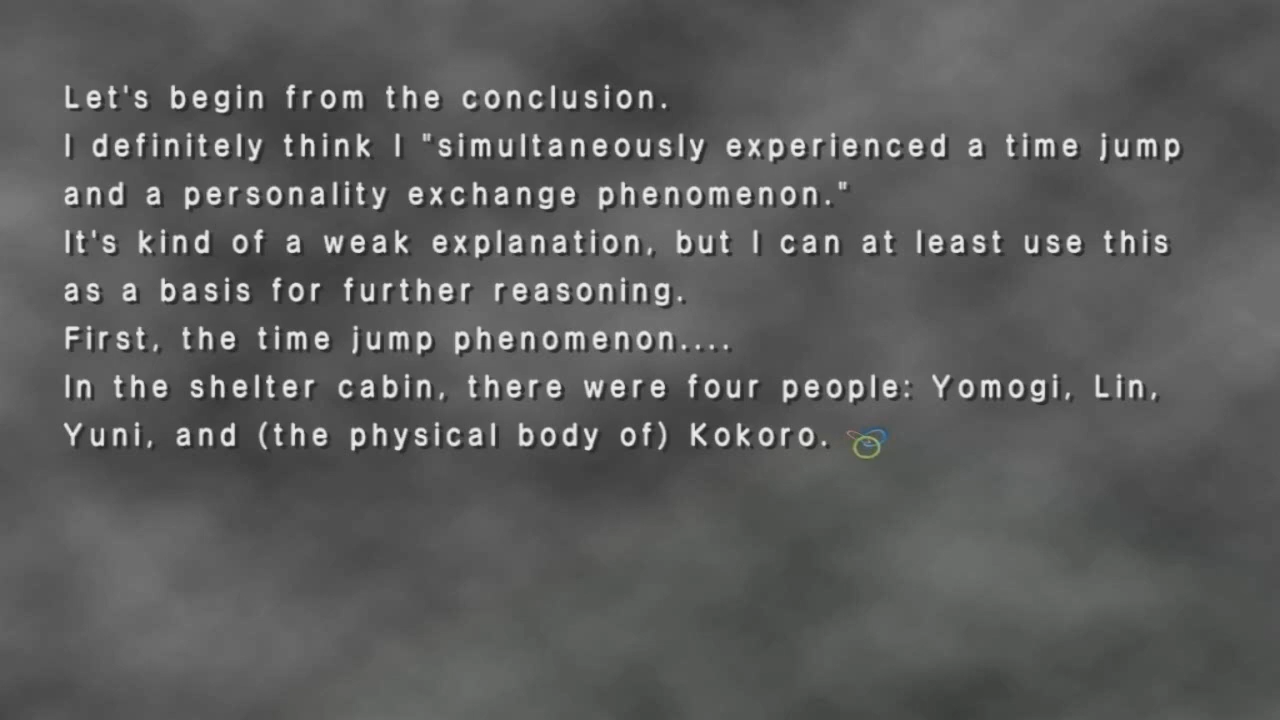 Let's begin from the conclusion.
I definitely think I "simultaneously experienced a time jump
and a personality exchange phenomenon."
It's kind of a weak explanation, but I can at least use this
as a basis for further reasoning.
First, the time jump phenomenon....
In the shelter cabin, there were four people: Yomogi, Lin,
Yuni, and (the physical body of) Kokoro.